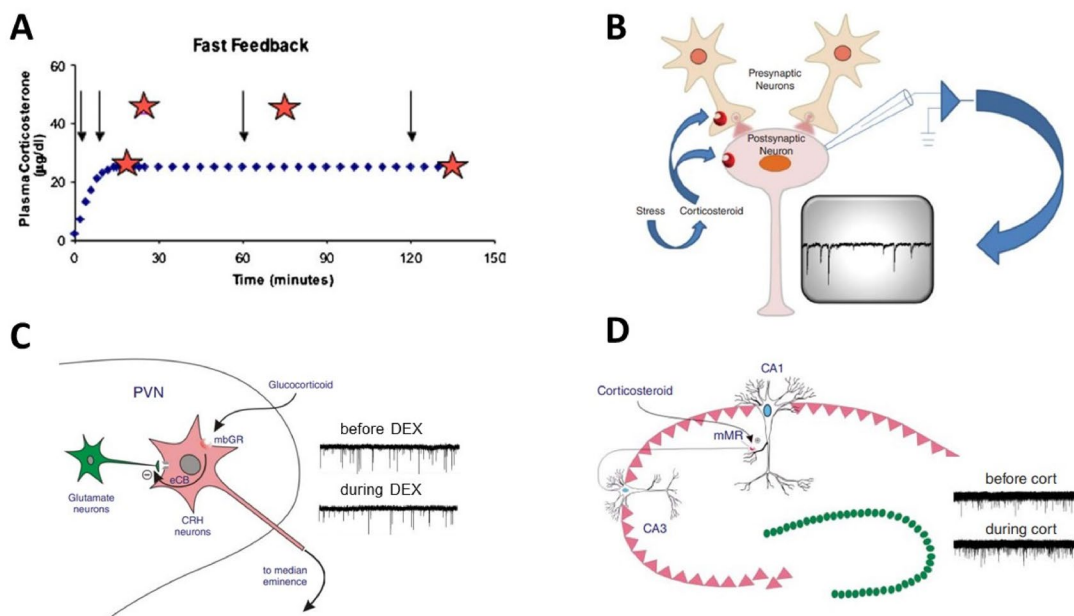 A
Fast Feedback
60
40
20
0
Plasma Corticosterone
(µg/dl)
0
30
60
90
120
150
Time (minutes)
B
Presynaptic
Neurons
Postsynaptic
Neuron
Stress
Corticosteroid
C
PVN
Glucocorticoid
mbGR
eCB
Glutamate
neurons
CRH
neurons
to median
eminence
before DEX
during DEX
D
CA1
Corticosteroid
mMR
CA3
before cort
during cort